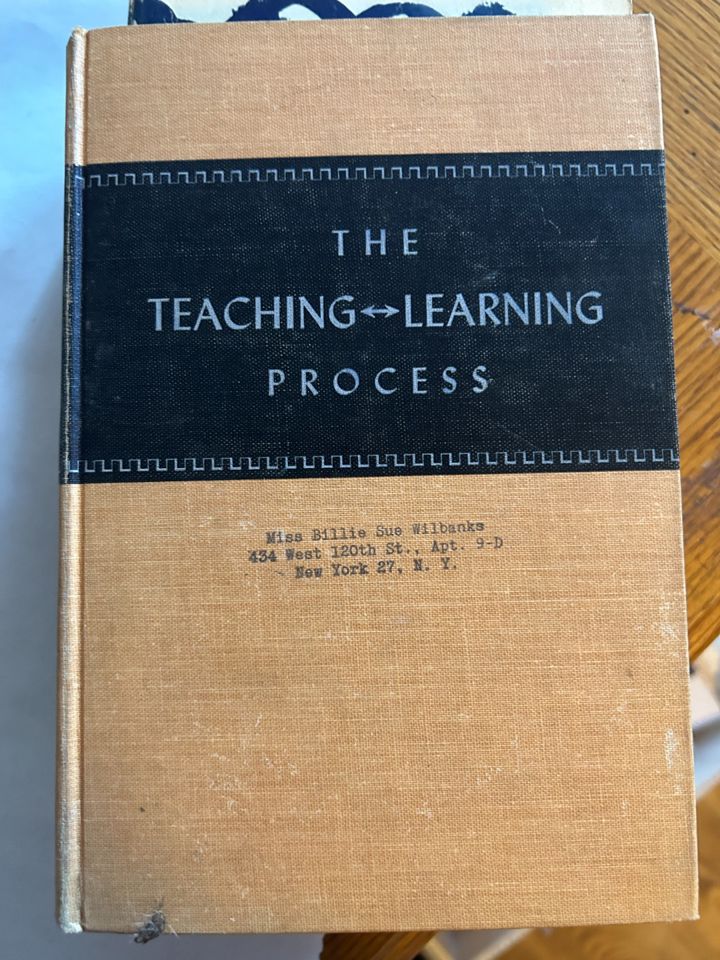 THE
TEACHING↔LEARNING
PROCESS
Miss Billie Sue Wilbanks
434 West 120th St., Apt. 9-D
New York 27, N. Y.